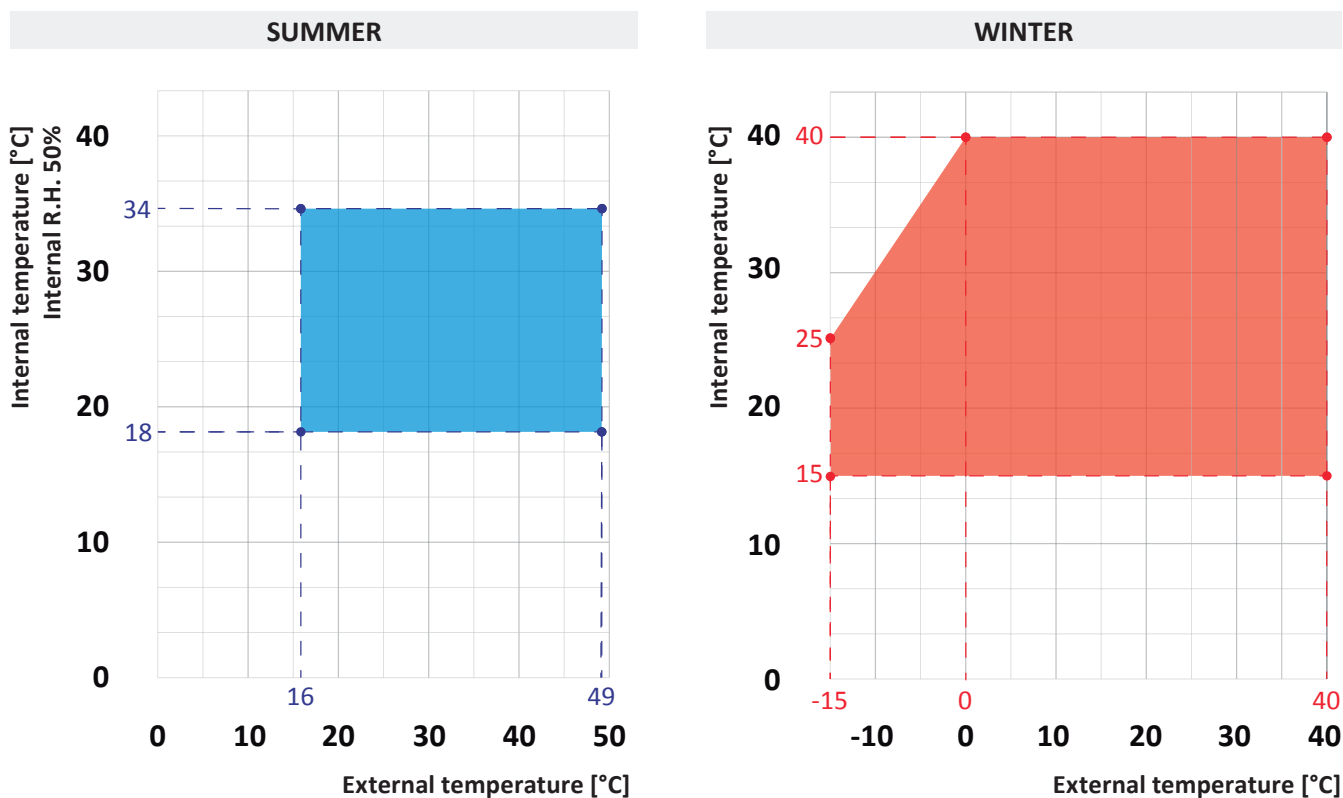 SUMMER
Internal temperature [°C]
Internal R.H. 50%
40
34
30
20
18
10
0
16
49
0 10 20 30 40 50
External temperature [°C]
WINTER
Internal temperature [°C]
40
40
30
25
20
15
10
0
-15 0 40
-10 0 10 20 30 40
External temperature [°C]